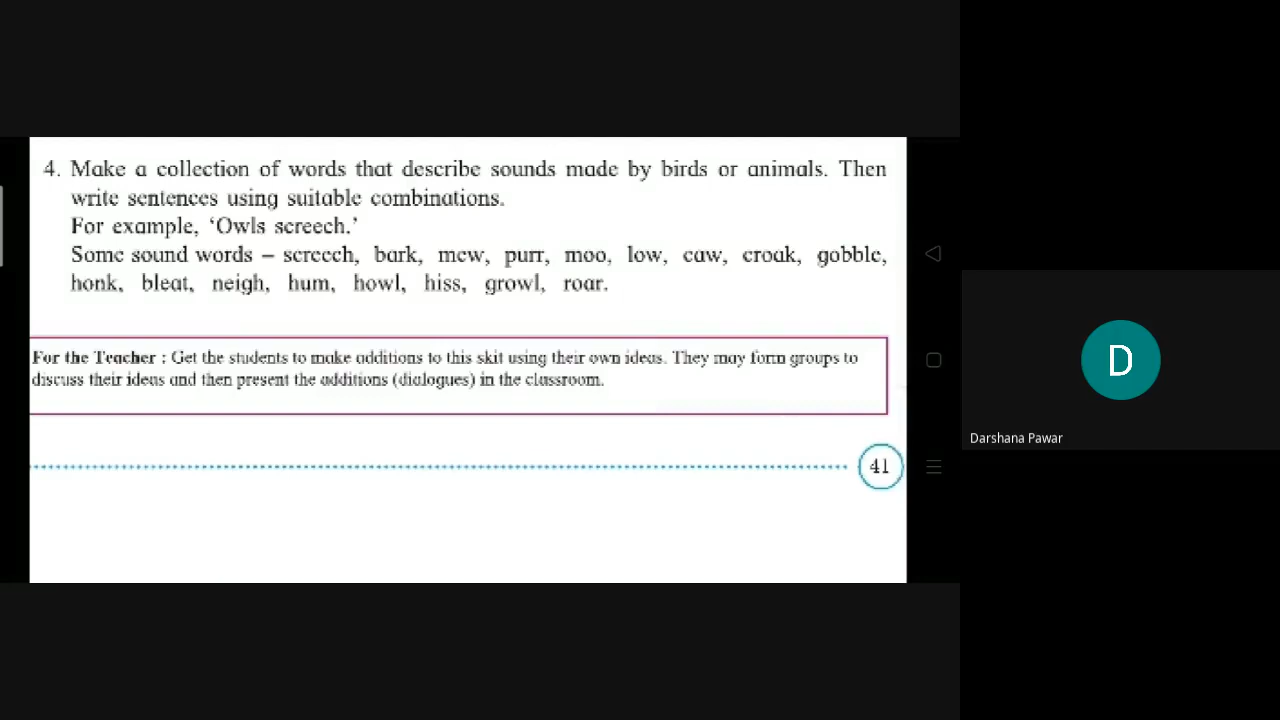 4. Make a collection of words that describe sounds made by birds or animals. Then
write sentences using suitable combinations.
For example, ‘Owls screech.’
Some sound words – screech, bark, mew, purr, moo, low, caw, croak, gobble,
honk, bleat, neigh, hum, howl, hiss, growl, roar.
For the Teacher : Get the students to make additions to this skit using their own ideas. They may form groups to
discuss their ideas and then present the additions (dialogues) in the classroom.
41
D
Darshana Pawar